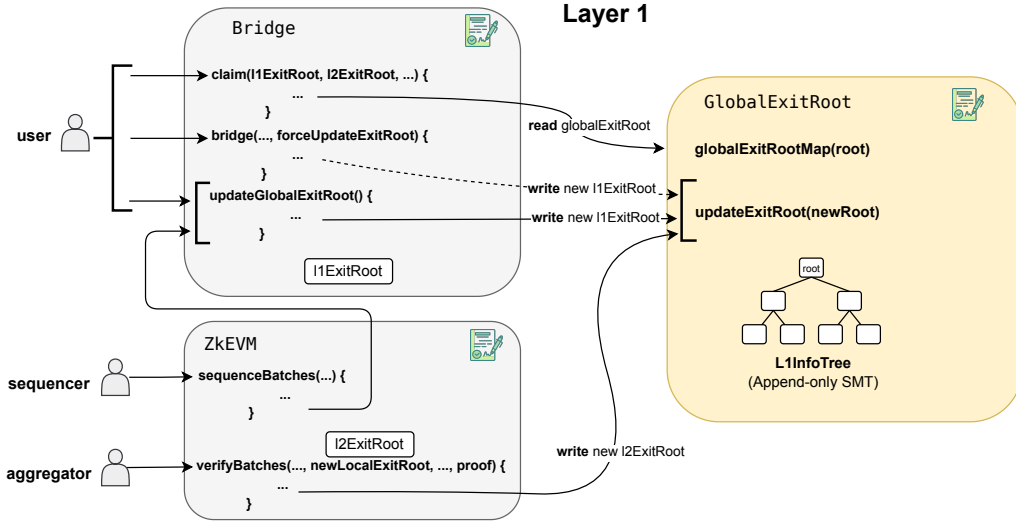 Layer 1
Bridge
claim(l1ExitRoot, l2ExitRoot, ...) {
...
}
user
bridge(..., forceUpdateExitRoot) {
...
}
updateGlobalExitRoot() {
...
}
l1ExitRoot
read globalExitRoot
write new l1ExitRoot
write new l1ExitRoot
GlobalExitRoot
globalExitRootMap(root)
updateExitRoot(newRoot)
root
L1InfoTree
(Append-only SMT)
ZkEVM
sequencer
sequenceBatches(...) {
...
}
l2ExitRoot
aggregator
verifyBatches(..., newLocalExitRoot, ..., proof) {
...
}
write new l2ExitRoot